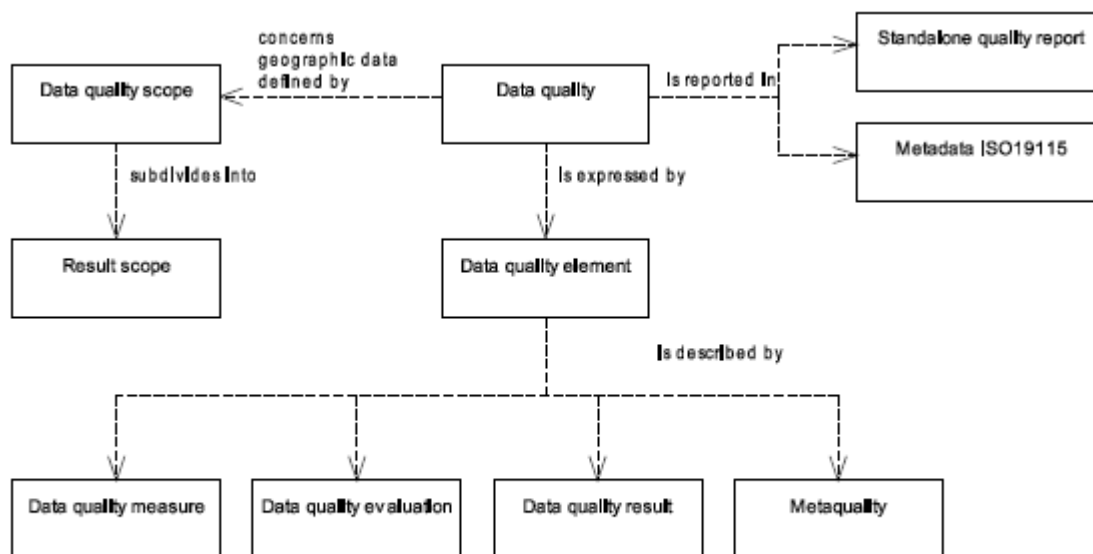 concerns
geographic data
defined by
Data quality scope
Data quality
Is reported in
Standalone quality report
Metadata ISO19115
subdivides into
Is expressed by
Result scope
Data quality element
Is described by
Data quality measure
Data quality evaluation
Data quality result
Metaquality